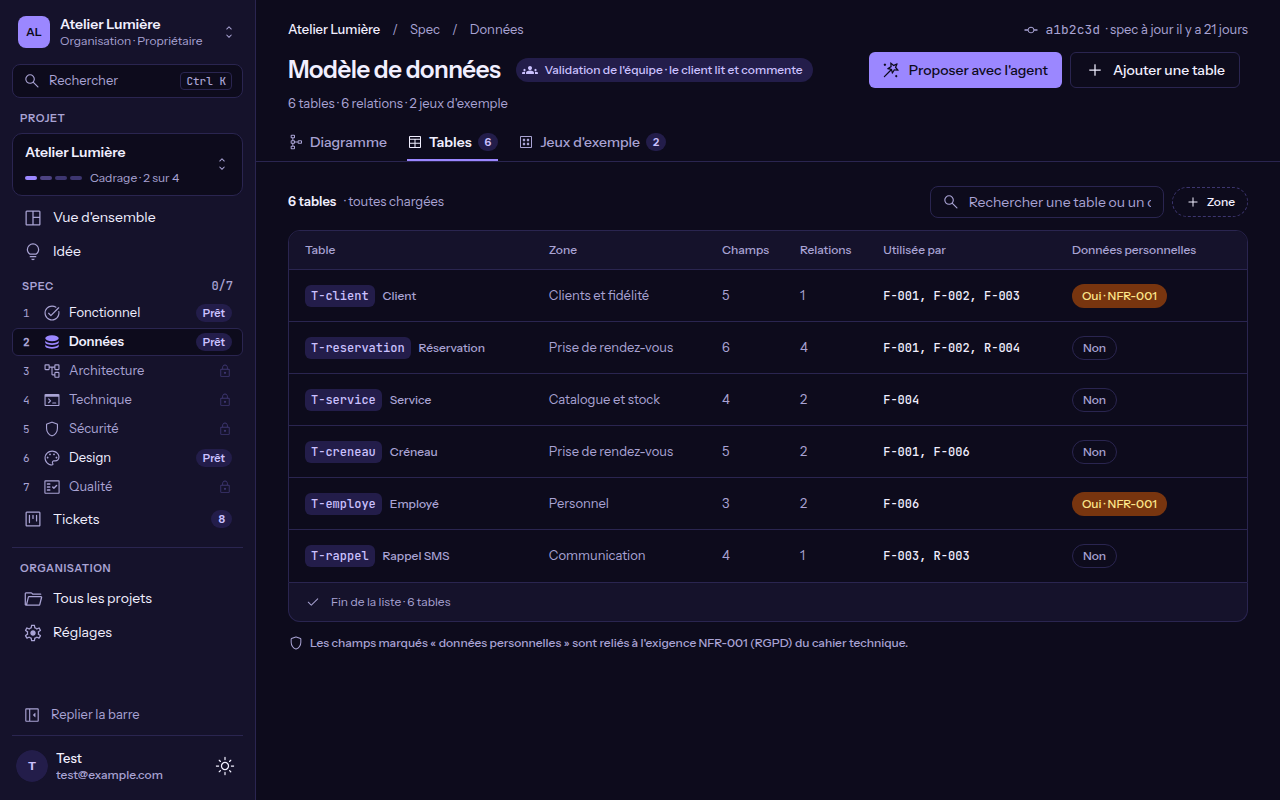 AL
Atelier Lumière
Organisation · Propriétaire
Rechercher
Ctrl K
PROJET
Atelier Lumière
Cadrage · 2 sur 4
Vue d'ensemble
Idée
SPEC 0/7
1 Fonctionnel Prêt
2 Données Prêt
3 Architecture
4 Technique
5 Sécurité
6 Design Prêt
7 Qualité
Tickets 8
ORGANISATION
Tous les projets
Réglages
Replier la barre
T
Test
test@example.com
Atelier Lumière / Spec / Données
a1b2c3d · spec à jour il y a 21 jours
Modèle de données
Validation de l'équipe · le client lit et commente
Proposer avec l'agent
Ajouter une table
6 tables · 6 relations · 2 jeux d'exemple
Diagramme
Tables 6
Jeux d'exemple 2
6 tables · toutes chargées
Rechercher une table ou un c
Zone
Table Zone Champs Relations Utilisée par Données personnelles
T-client Client Clients et fidélité 5 1 F-001, F-002, F-003 Oui · NFR-001
T-reservation Réservation Prise de rendez-vous 6 4 F-001, F-002, R-004 Non
T-service Service Catalogue et stock 4 2 F-004 Non
T-creneau Créneau Prise de rendez-vous 5 2 F-001, F-006 Non
T-employe Employé Personnel 3 2 F-006 Oui · NFR-001
T-rappel Rappel SMS Communication 4 1 F-003, R-003 Non
Fin de la liste · 6 tables
Les champs marqués « données personnelles » sont reliés à l'exigence NFR-001 (RGPD) du cahier technique.